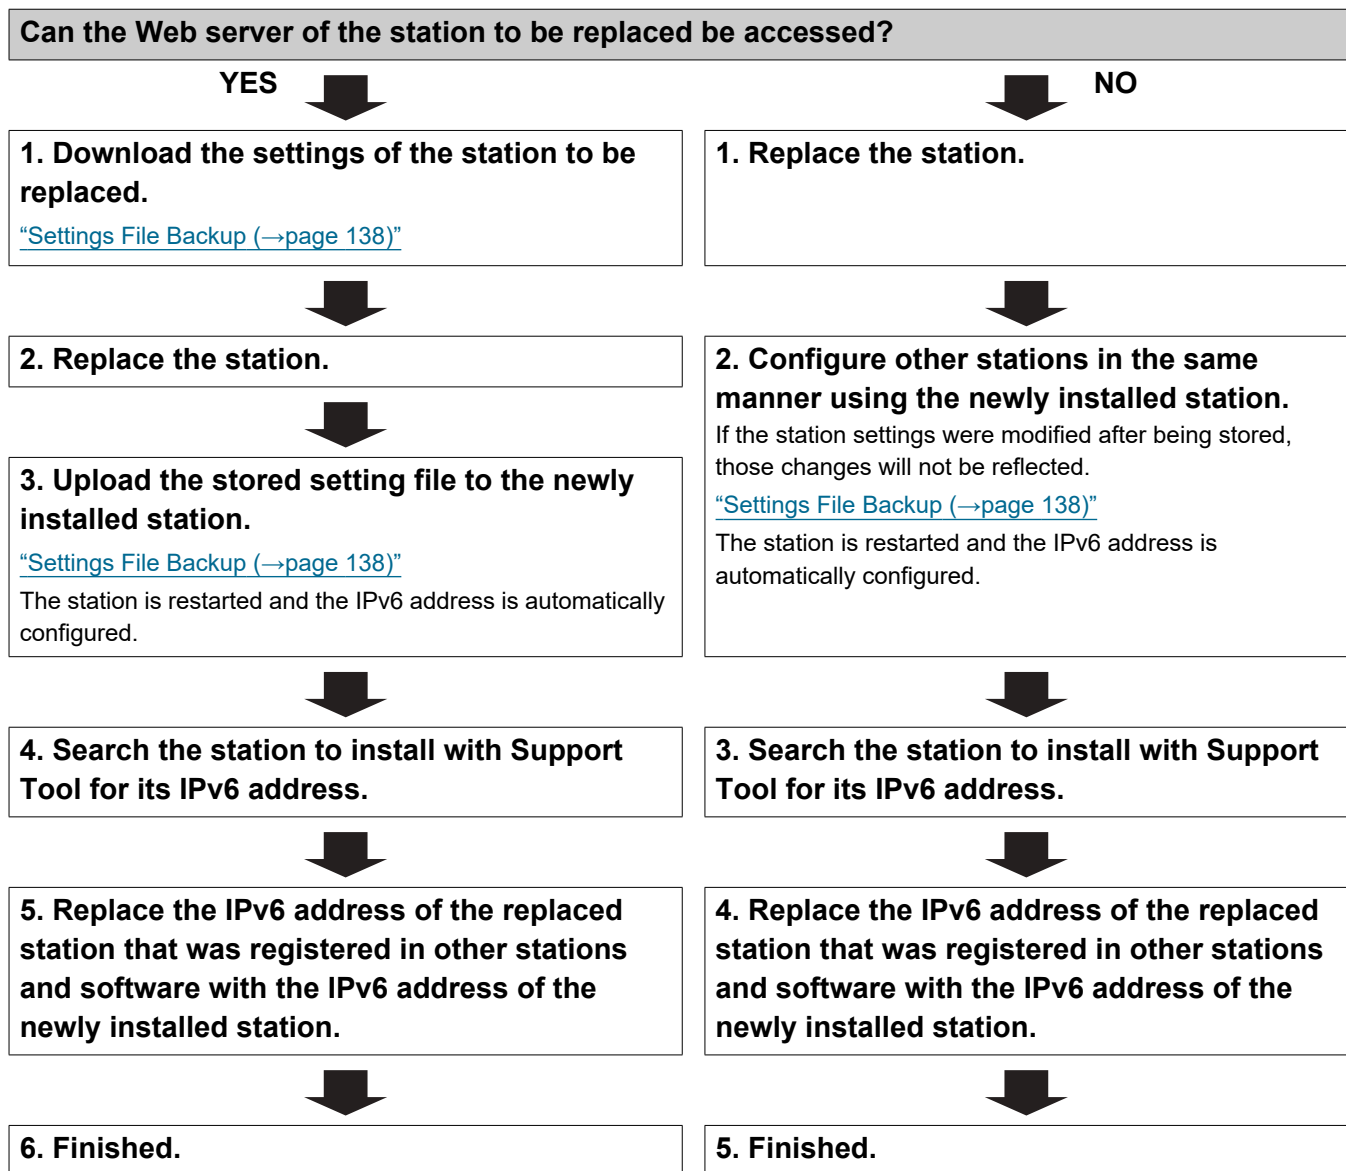 Can the Web server of the station to be replaced be accessed?
YES
NO
1. Download the settings of the station to be
replaced.
“Settings File Backup (→page 138)”
2. Replace the station.
3. Upload the stored setting file to the newly
installed station.
“Settings File Backup (→page 138)”
The station is restarted and the IPv6 address is automatically
configured.
4. Search the station to install with Support
Tool for its IPv6 address.
5. Replace the IPv6 address of the replaced
station that was registered in other stations
and software with the IPv6 address of the
newly installed station.
6. Finished.
1. Replace the station.
2. Configure other stations in the same
manner using the newly installed station.
If the station settings were modified after being stored,
those changes will not be reflected.
“Settings File Backup (→page 138)”
The station is restarted and the IPv6 address is
automatically configured.
3. Search the station to install with Support
Tool for its IPv6 address.
4. Replace the IPv6 address of the replaced
station that was registered in other stations
and software with the IPv6 address of the
newly installed station.
5. Finished.